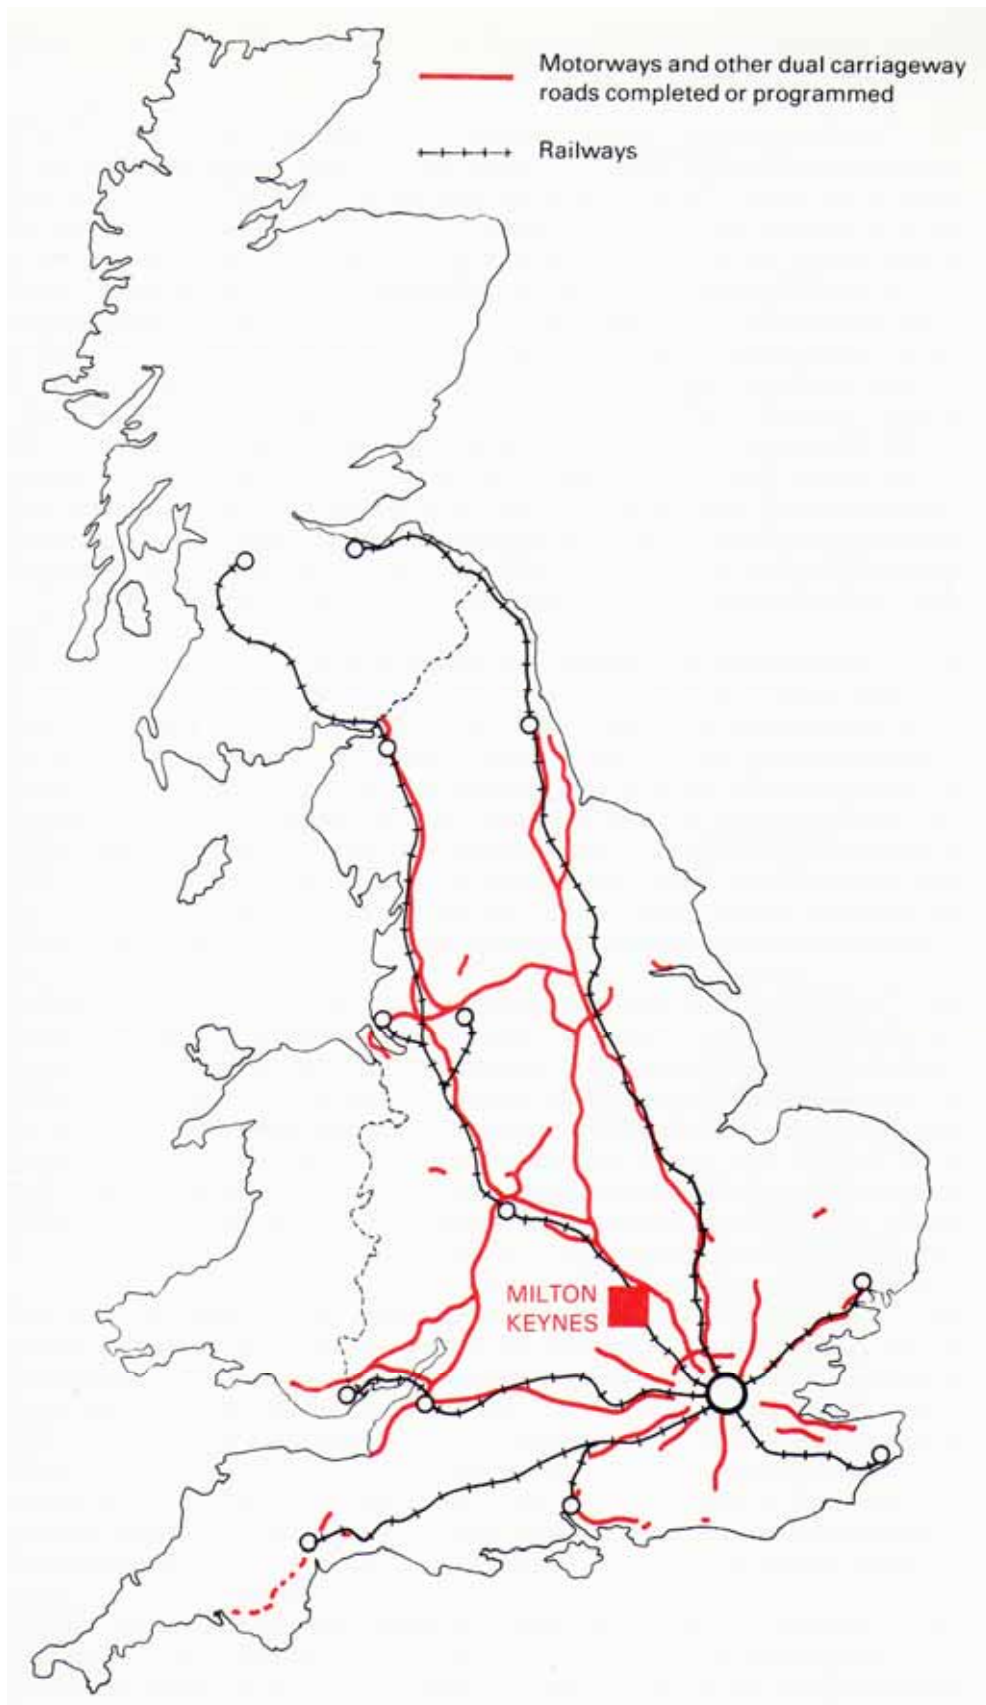 Motorways and other dual carriageway
roads completed or programmed
Railways
MILTON
KEYNES